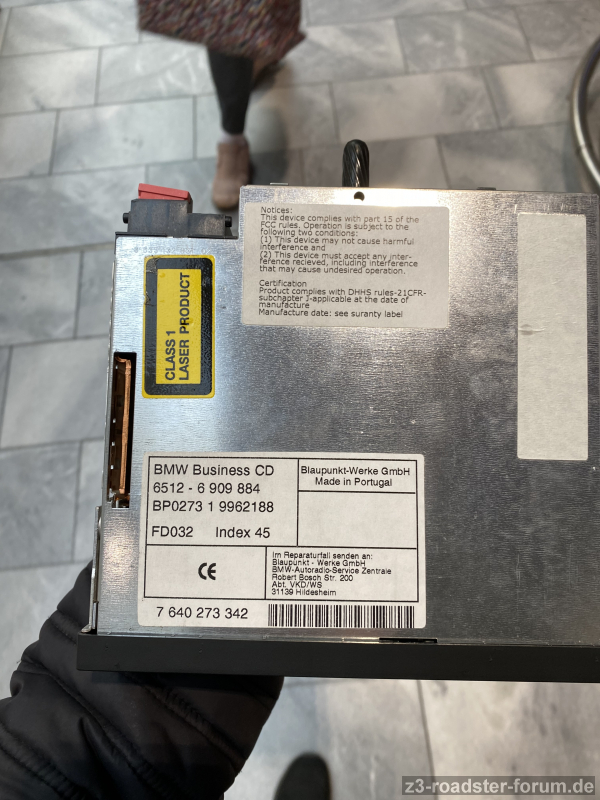 Notices:
This device complies with part 15 of the
FCC rules. Operation is subject to the
following two conditions:
(1) This device may not cause harmful
interference and
(2) This device must accept any inter-
ference recieved, including interference
that may cause undesired operation.
Certification
Product complies with DHHS rules-21CFR-
subchapter J-applicable at the date of
manufacture
Manufacture date: see suranty label
CLASS 1
LASER PRODUCT
BMW Business CD
6512 - 6 909 884
BP0273 1 9962188
FD032 Index 45
Blaupunkt-Werke GmbH
Made in Portugal
CE
Im Reparaturfall senden an:
Blaupunkt - Werke GmbH
BMW-Autoradio-Service Zentrale
Robert Bosch Str. 200
Abt. VKD/WS
31139 Hildesheim
7 640 273 342
z3-roadster-forum.de